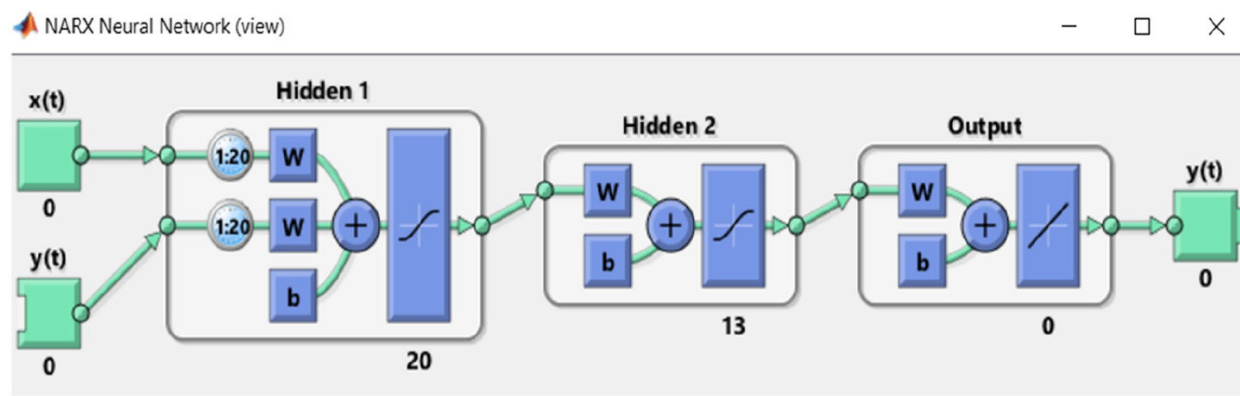 NARX Neural Network (view)
x(t)
0
y(t)
0
Hidden 1
1:20
W
1:20
W
b
20
Hidden 2
W
b
13
Output
W
b
0
y(t)
0